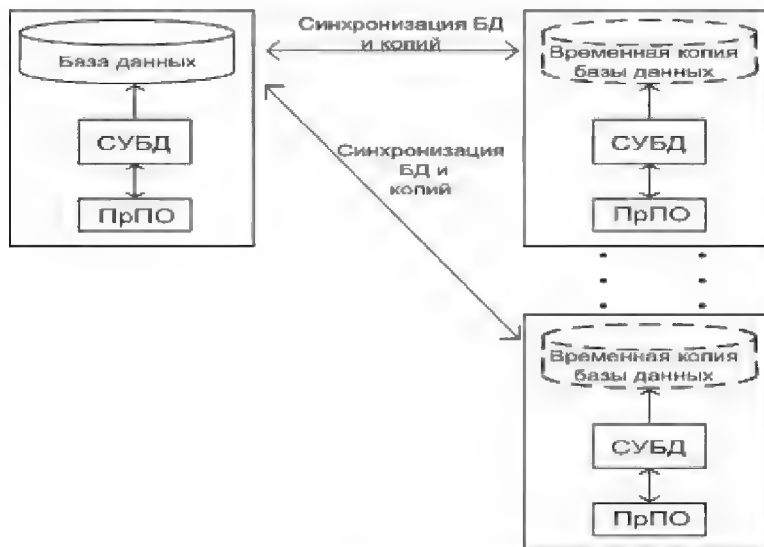 База данных
СУБД
ПрПО
Синхронизация БД
и копий
Синхронизация
БД и
копий
Временная копия
базы данных
СУБД
ПрПО
Временная копия
базы данных
СУБД
ПрПО